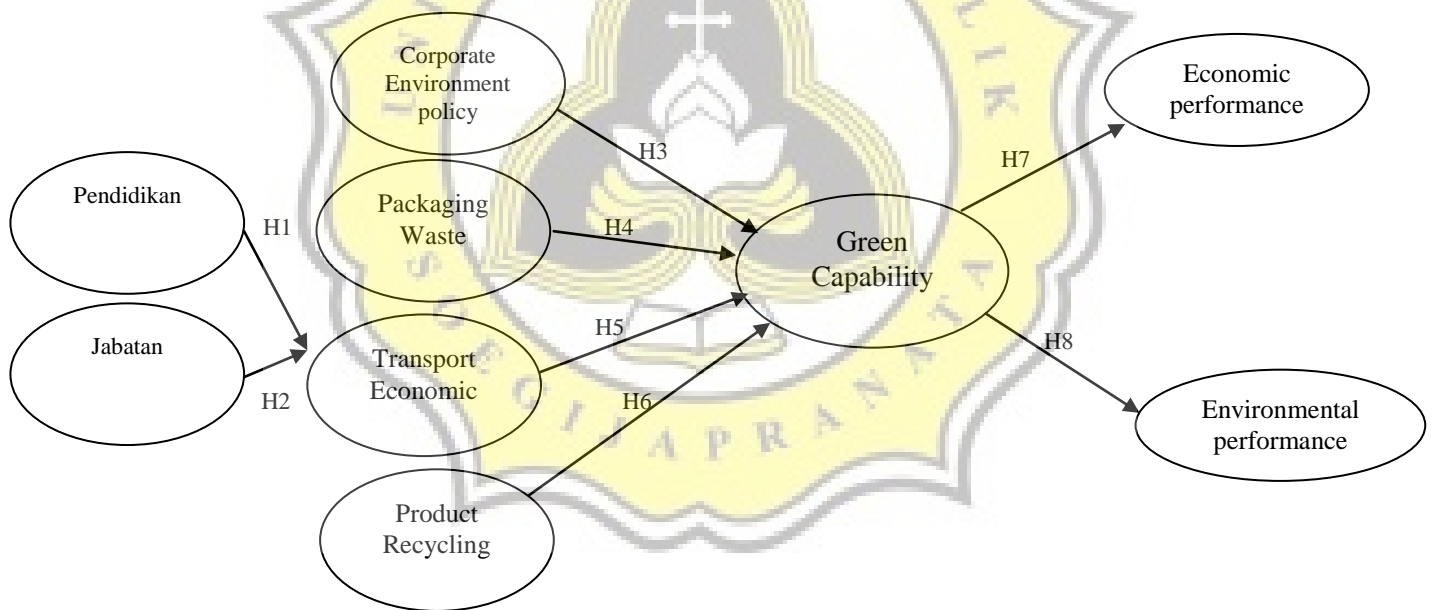 Corporate
Environment
policy
Economic
performance
H3
H7
Pendidikan
H1
Packaging
Waste
H4
Green
Capability
Jabatan
H2
Transport
Economic
H5
H8
H6
Environmental
performance
Product
Recycling
SOEGIJAPRANATA